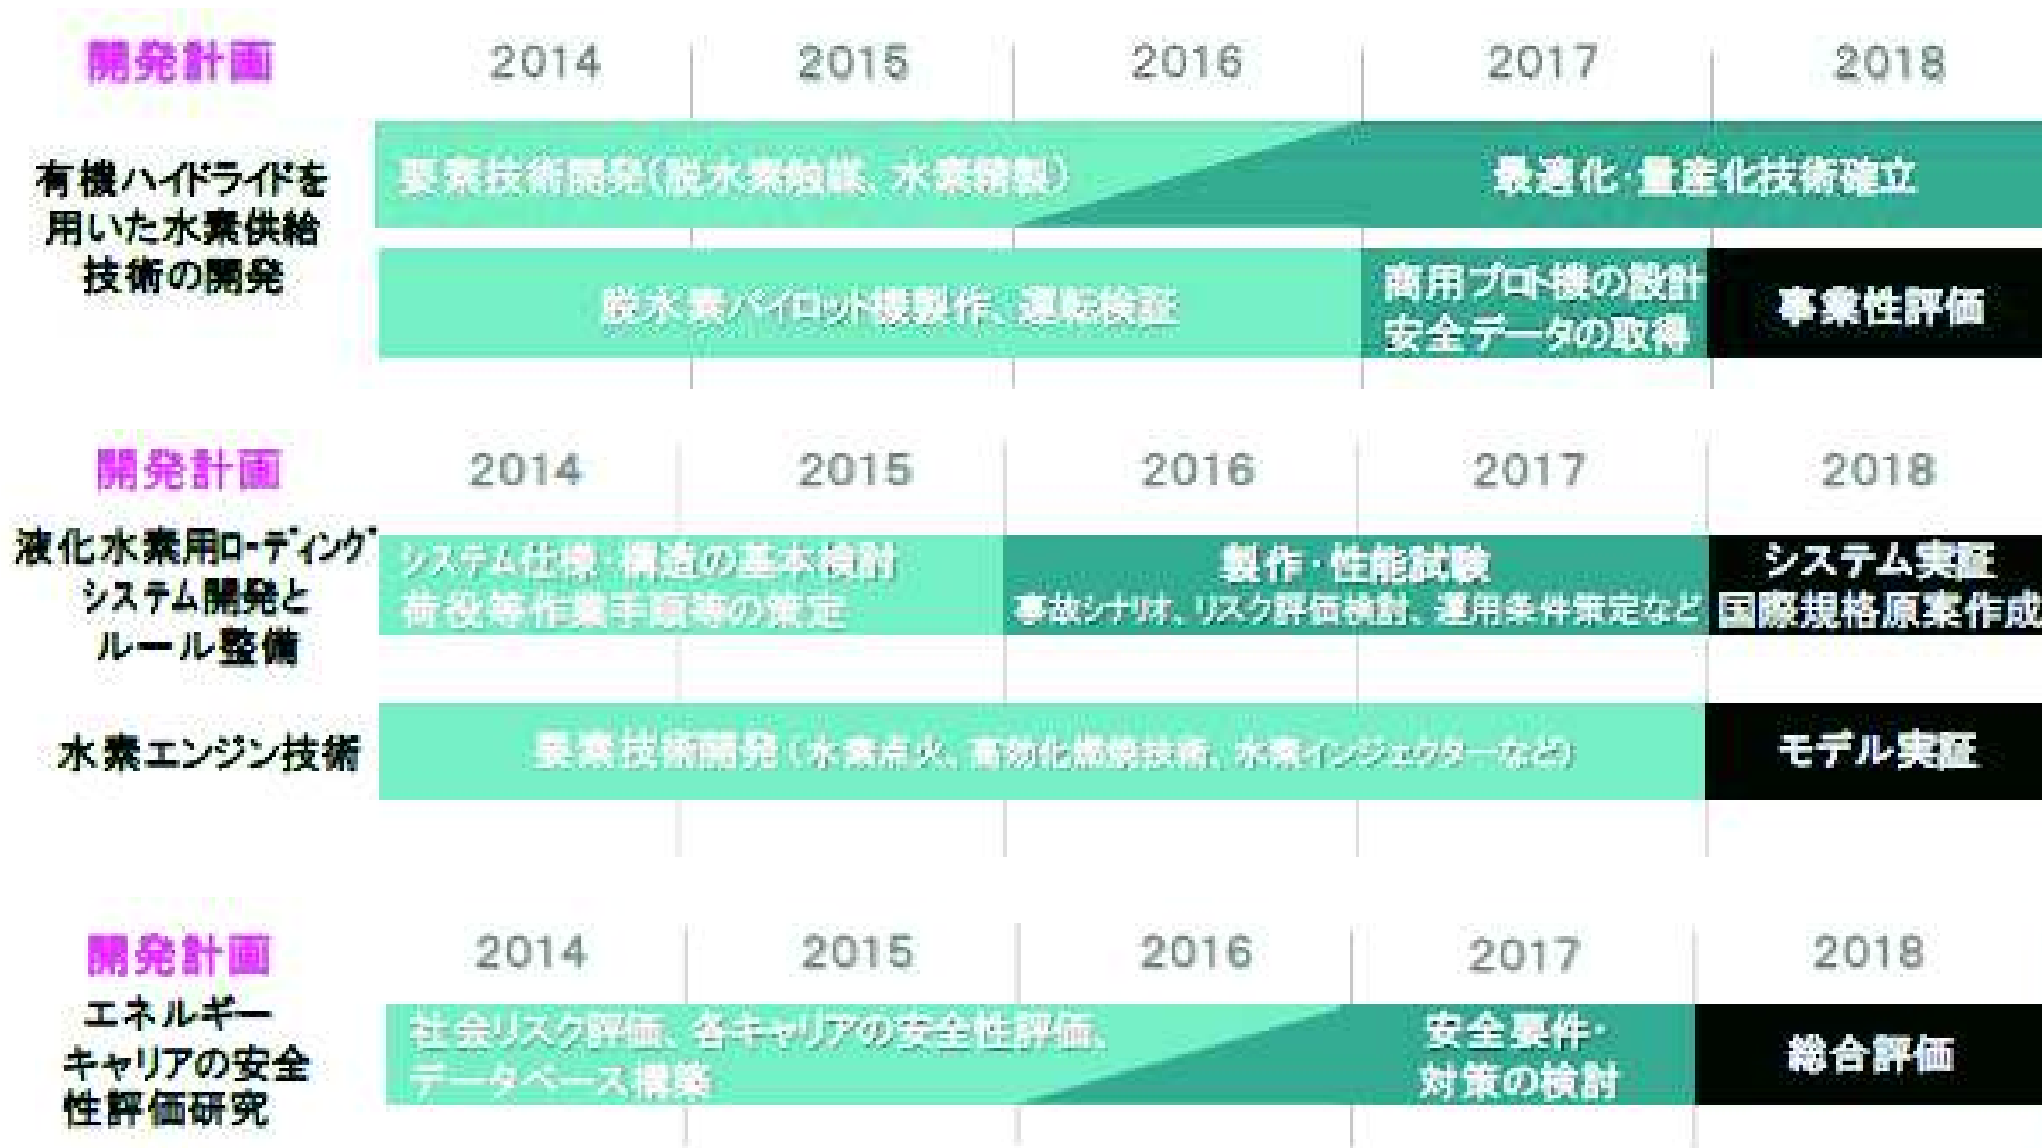 開発計画 2014 2015 2016 2017 2018
有機ハイドライドを
用いた水素供給
技術の開発
要素技術開発(脱水素触媒、水素精製)
最適化・量産化技術確立
脱水素パイロット機製作、運転検証
商用プロト機の設計
安全データの取得
事業性評価
開発計画 2014 2015 2016 2017 2018
液化水素用ローディング
システム開発と
ルール整備
システム仕様・構造の基本検討
荷役等作業手順等の策定
製作・性能試験
事故シナリオ、リスク評価検討、運用条件策定など
システム実証
国際規格原案作成
水素エンジン技術
要素技術開発(水素点火、高効化燃焼技術、水素インジェクターなど)
モデル実証
開発計画 2014 2015 2016 2017 2018
エネルギー
キャリアの安全
性評価研究
社会リスク評価、各キャリアの安全性評価、
データベース構築
安全要件・
対策の検討
総合評価